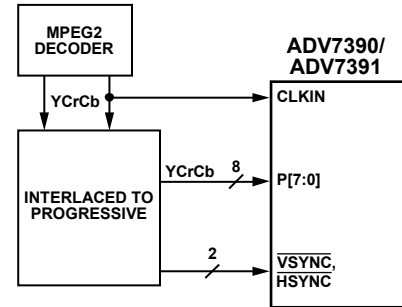 MPEG2
DECODER
ADV7390/
ADV7391
YCrCb
CLKIN
YCrCb
8
P[7:0]
INTERLACED TO
PROGRESSIVE
2
VSYNC,
HSYNC